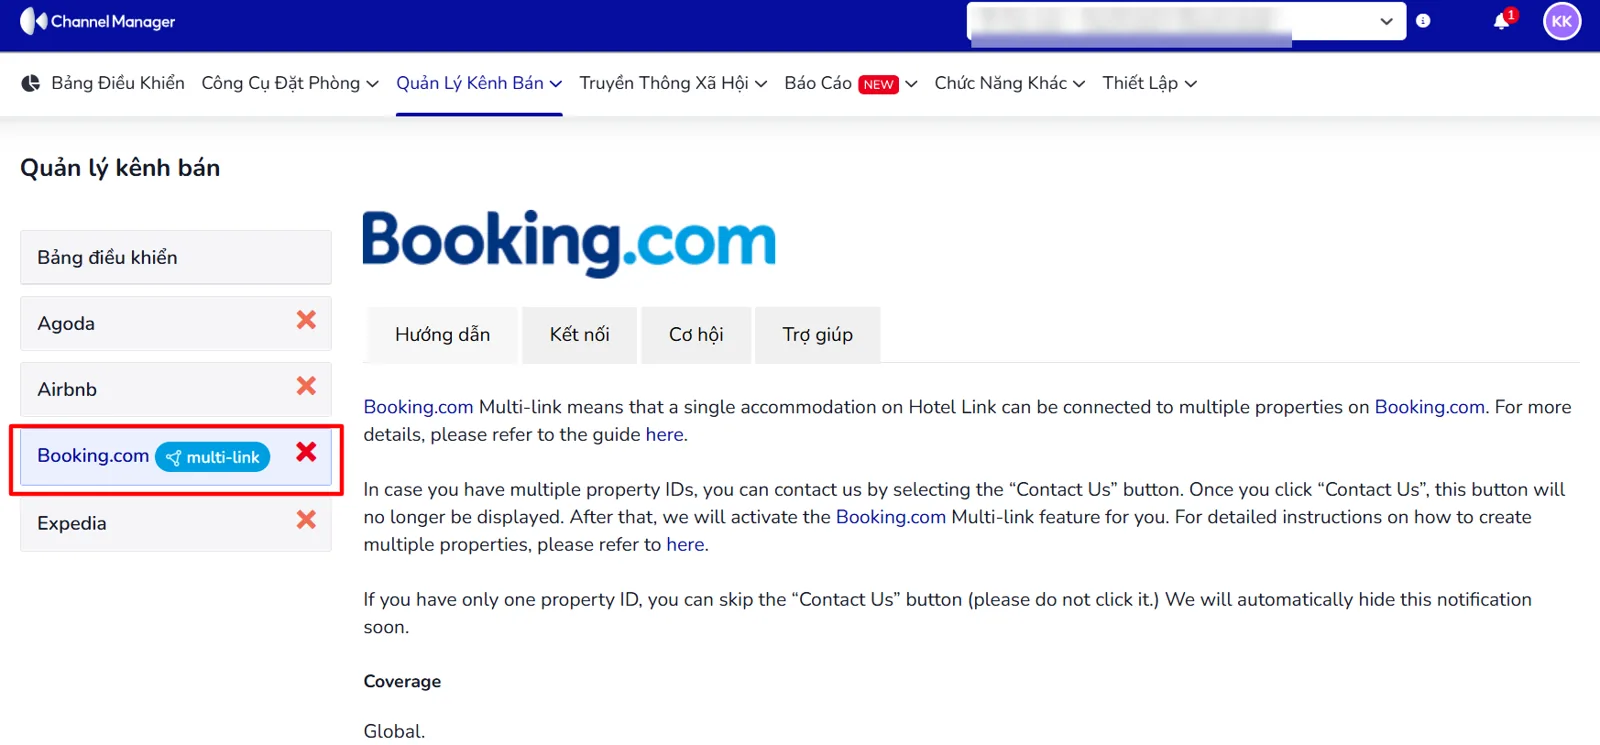 Channel Manager
1
KK
Bảng Điều Khiển Công Cụ Đặt Phòng Quản Lý Kênh Bán Truyền Thông Xã Hội Báo Cáo NEW Chức Năng Khác Thiết Lập
Quản lý kênh bán
Bảng điều khiển
Agoda
Airbnb
Booking.com multi-link
Expedia
Booking.com
Hướng dẫn Kết nối Cơ hội Trợ giúp
Booking.com Multi-link means that a single accommodation on Hotel Link can be connected to multiple properties on Booking.com. For more
details, please refer to the guide here.
In case you have multiple property IDs, you can contact us by selecting the “Contact Us” button. Once you click “Contact Us”, this button will
no longer be displayed. After that, we will activate the Booking.com Multi-link feature for you. For detailed instructions on how to create
multiple properties, please refer to here.
If you have only one property ID, you can skip the “Contact Us” button (please do not click it.) We will automatically hide this notification
soon.
Coverage
Global.